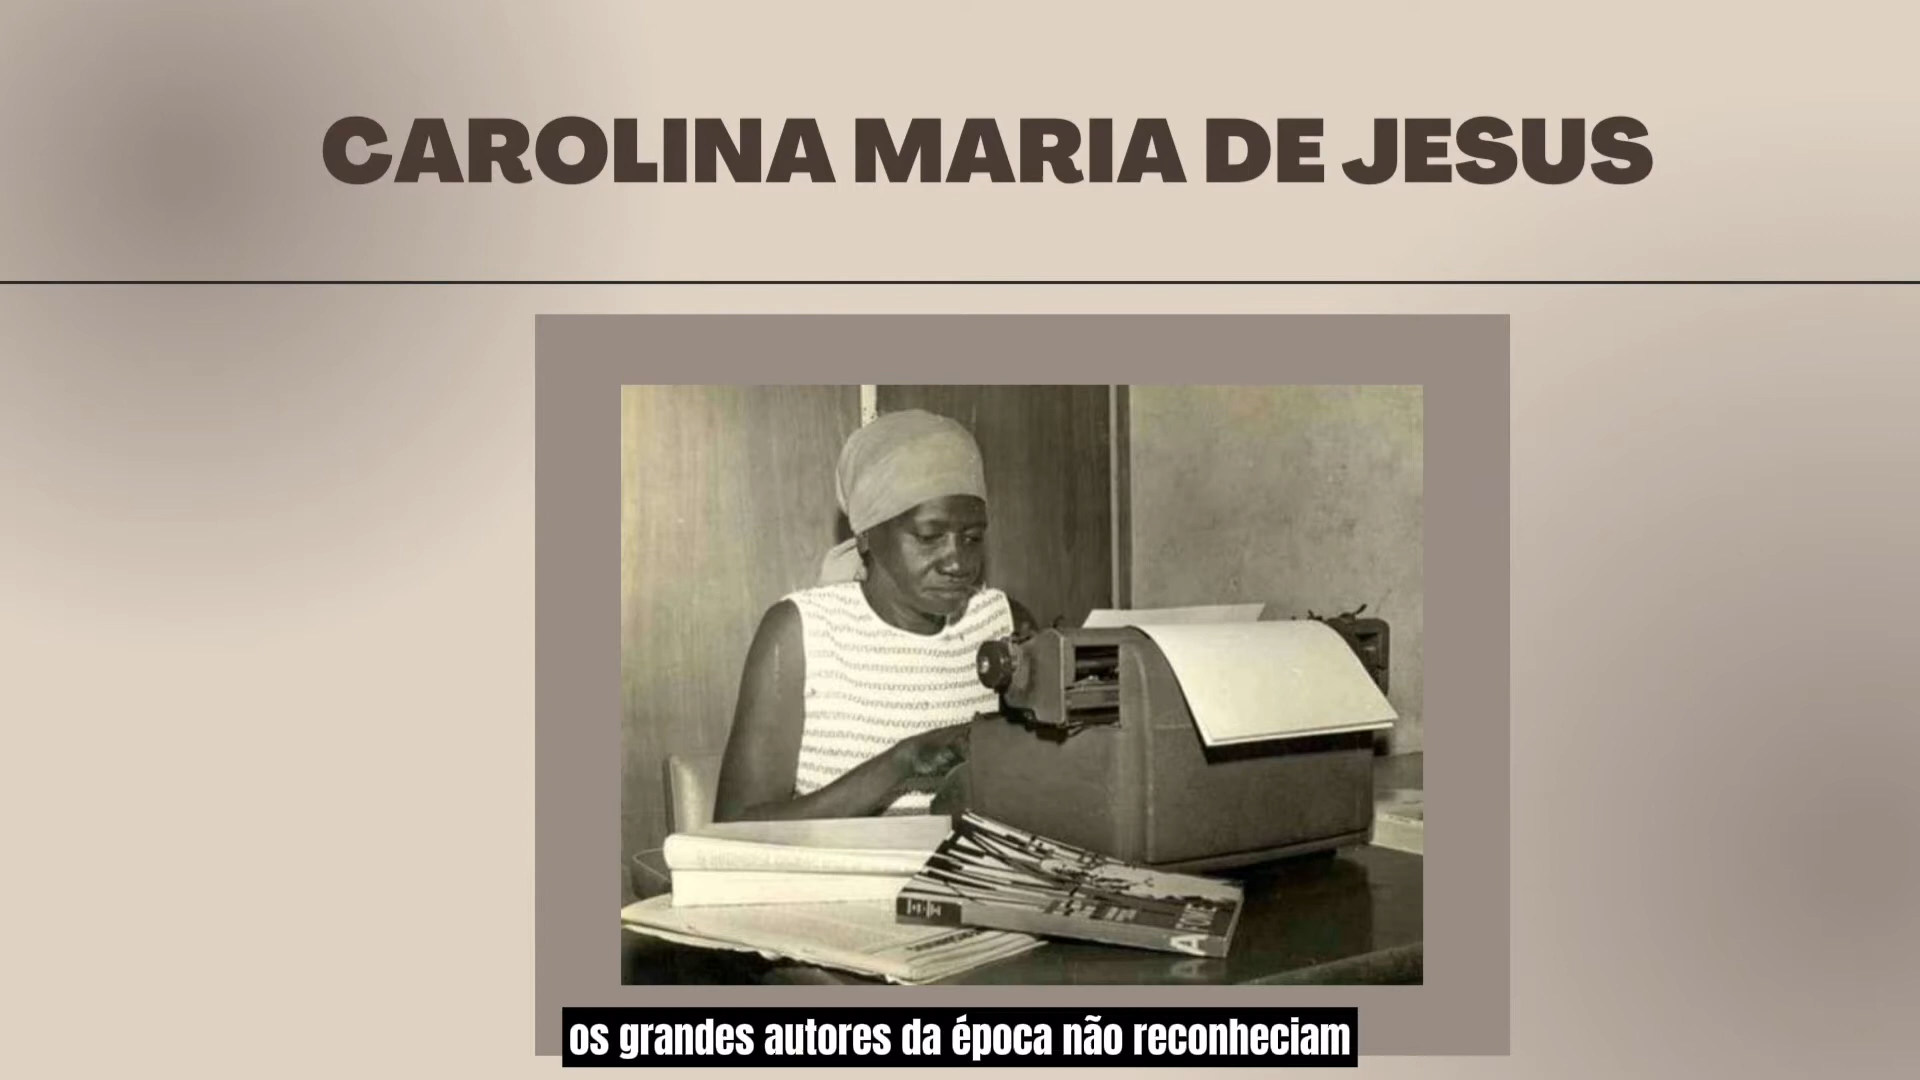 CAROLINA MARIA DE JESUS
os grandes autores da época não reconheciam